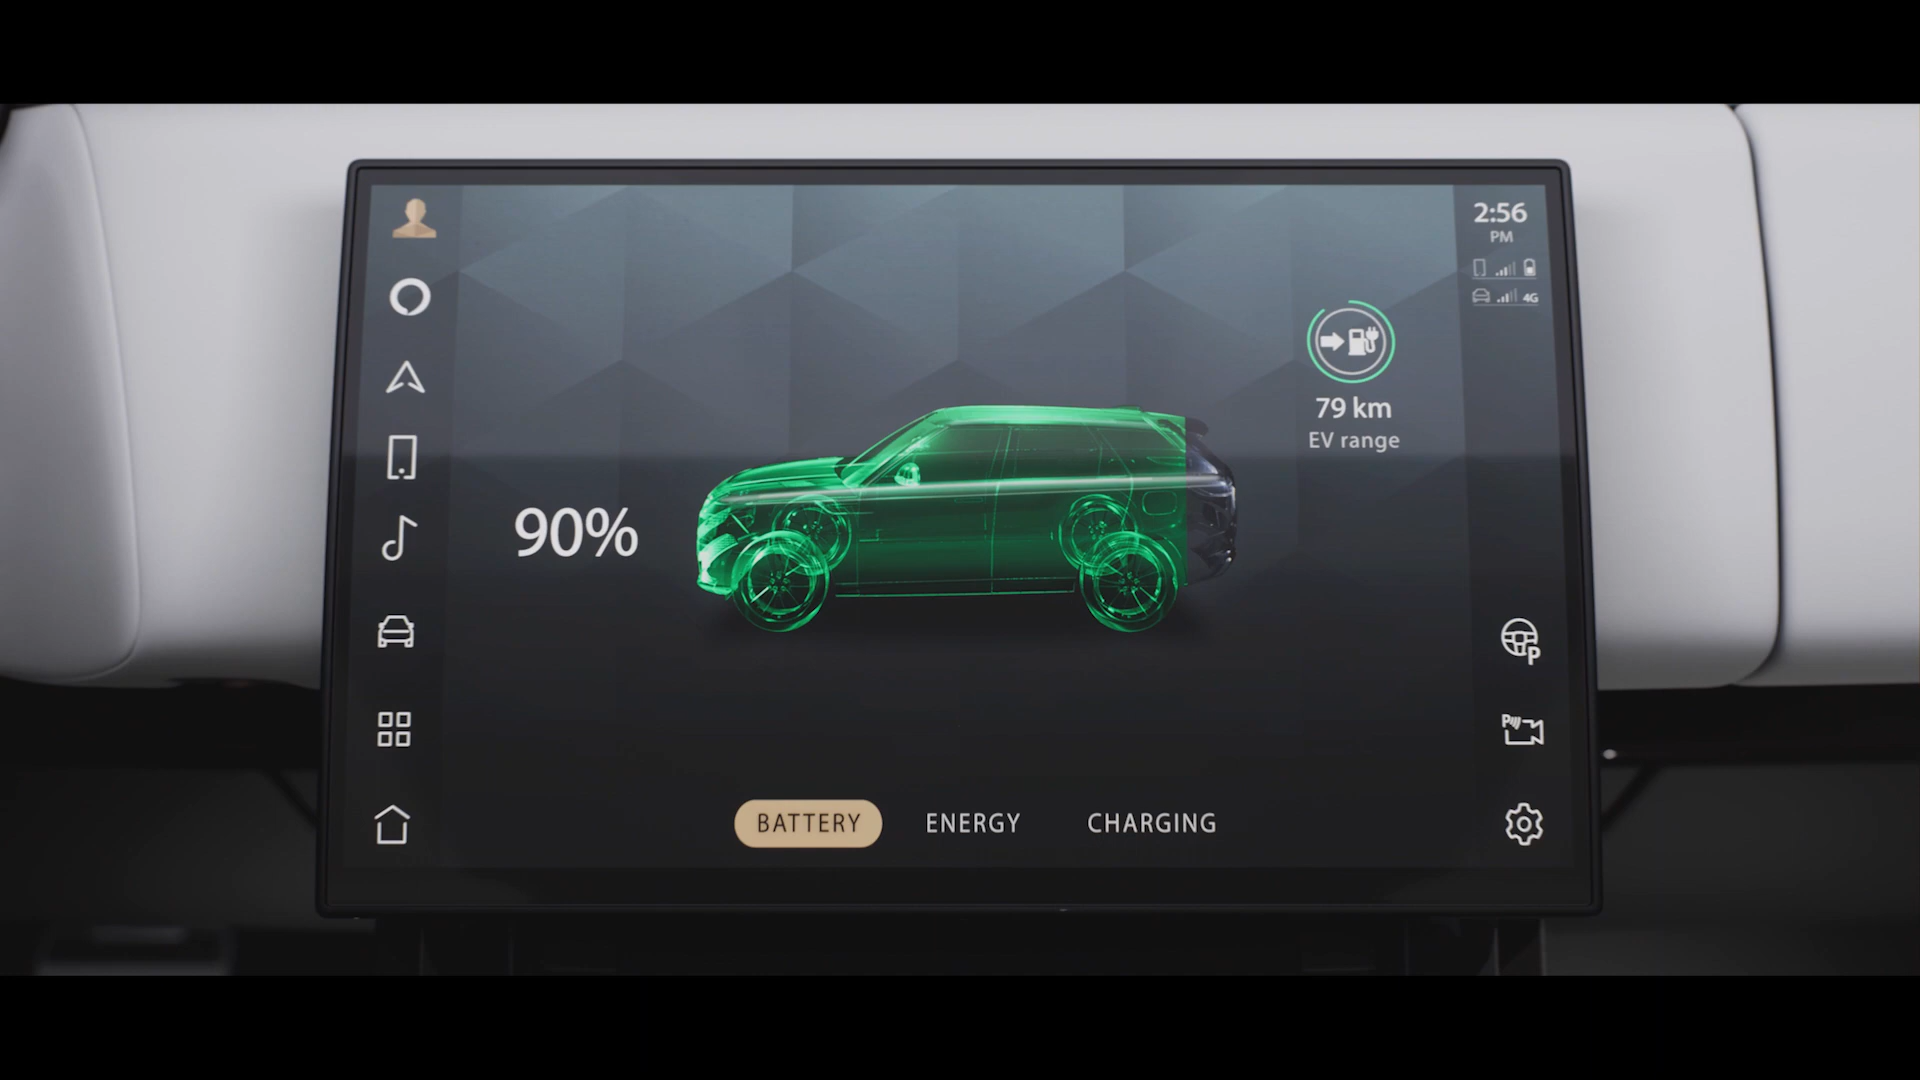 2:56
PM
4G
79 km
EV range
90%
P
P
BATTERY ENERGY CHARGING